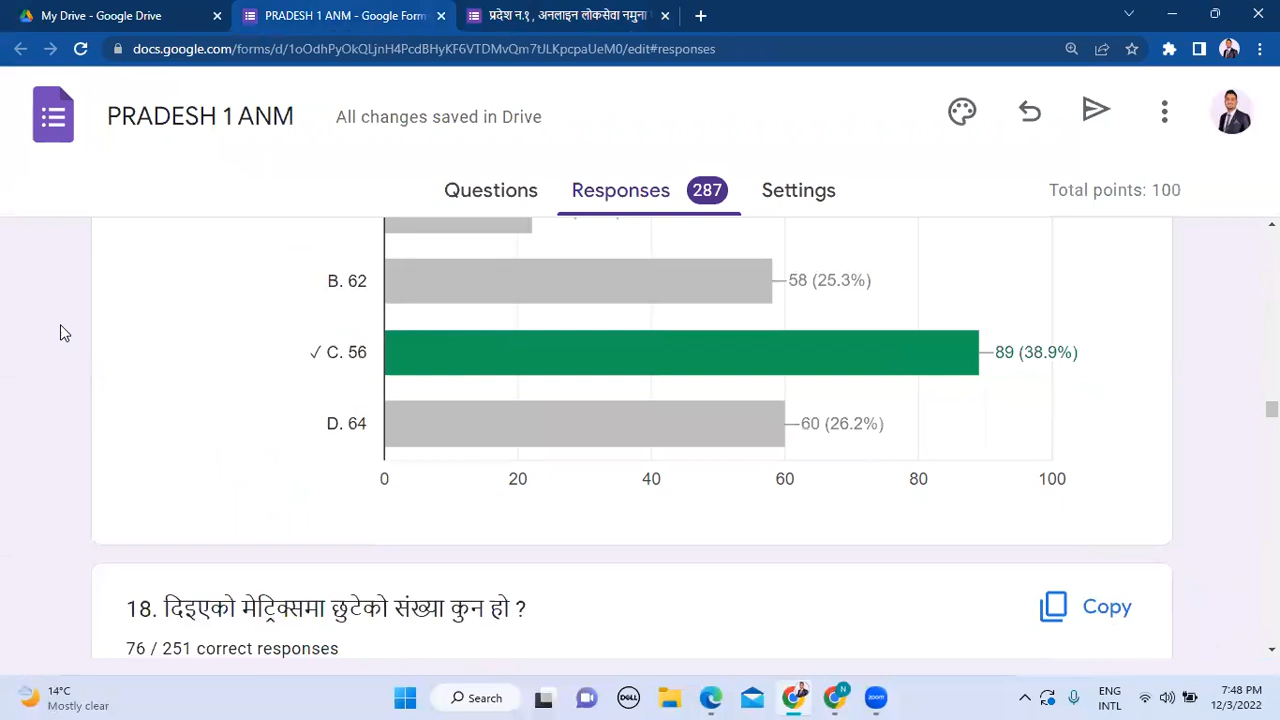 My Drive - Google Drive
PRADESH 1 ANM - Google Form
प्रदेश न.१ , अनलाइन लोकसेवा नमुना
docs.google.com/forms/d/1oOdhPyOkQLjnH4PcdBHyKF6VTDMvQm7tJLKpcpaUeM0/edit#responses
PRADESH 1 ANM
All changes saved in Drive
Questions
Responses 287
Settings
Total points: 100
B. 62
58 (25.3%)
✓ C. 56
89 (38.9%)
D. 64
60 (26.2%)
0 20 40 60 80 100
18. दिइएको मेट्रिक्समा छुटेको संख्या कुन हो ?
Copy
76 / 251 correct responses
14°C
Mostly clear
Search
DELL
zoom
N
ENG
INTL
7:48 PM
12/3/2022